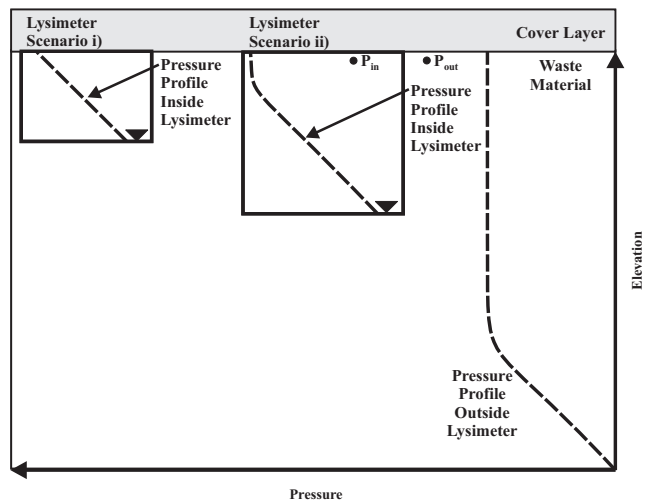 Lysimeter
Scenario i)
Lysimeter
Scenario ii)
Cover Layer
Pressure
Profile
Inside
Lysimeter
P_in
P_out
Pressure
Profile
Inside
Lysimeter
Waste
Material
Elevation
Pressure
Profile
Outside
Lysimeter
Pressure